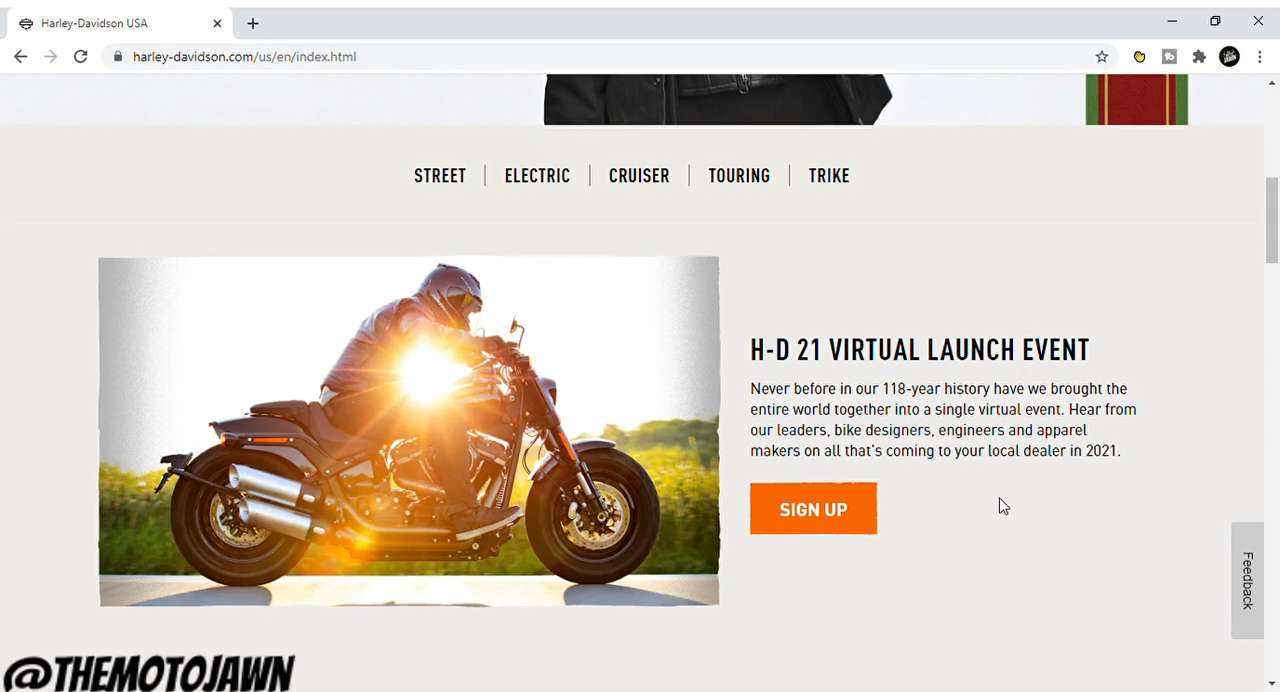 Harley-Davidson USA
harley-davidson.com/us/en/index.html
STREET
ELECTRIC
CRUISER
TOURING
TRIKE
H-D 21 VIRTUAL LAUNCH EVENT
Never before in our 118-year history have we brought the
entire world together into a single virtual event. Hear from
our leaders, bike designers, engineers and apparel
makers on all that's coming to your local dealer in 2021.
SIGN UP
Feedback
@THEMOTOJAWN